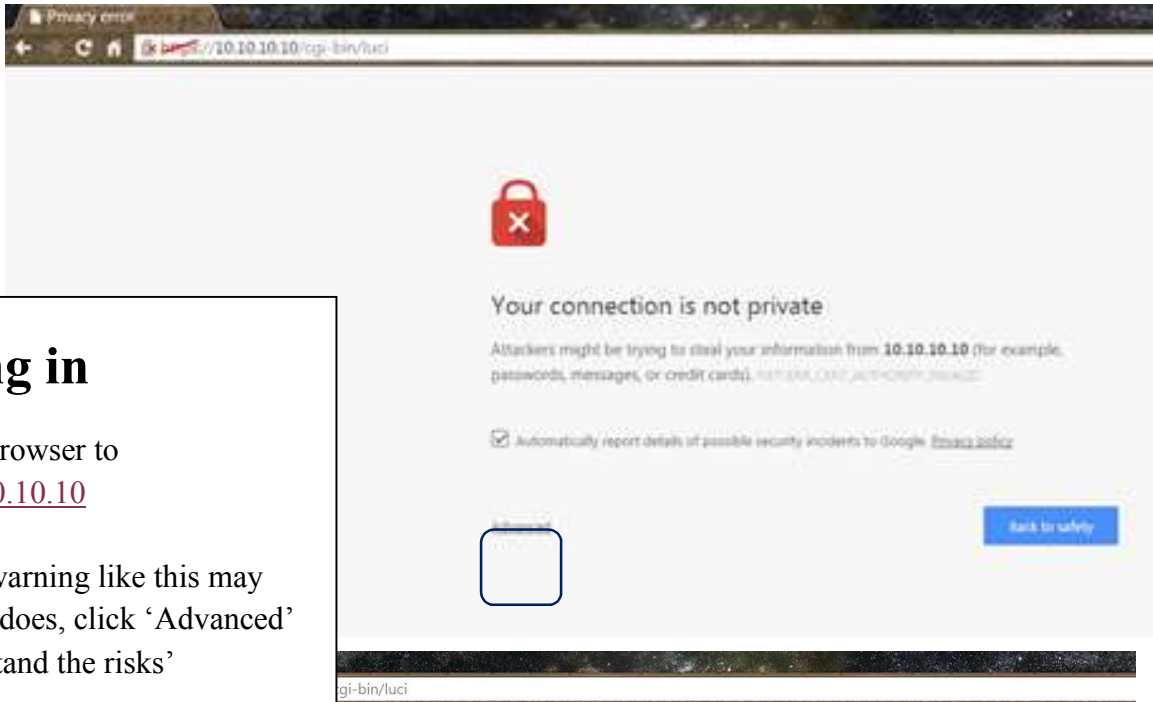 Privacy error
https://10.10.10.10/cgi-bin/luci
Your connection is not private
Attackers might be trying to steal your information from 10.10.10.10 (for example,
passwords, messages, or credit cards).
Automatically report details of possible security incidents to Google. Privacy policy
Advanced
Back to safety
g in
rowser to
0.10.10
varning like this may
does, click ‘Advanced’
tand the risks’
gi-bin/luci